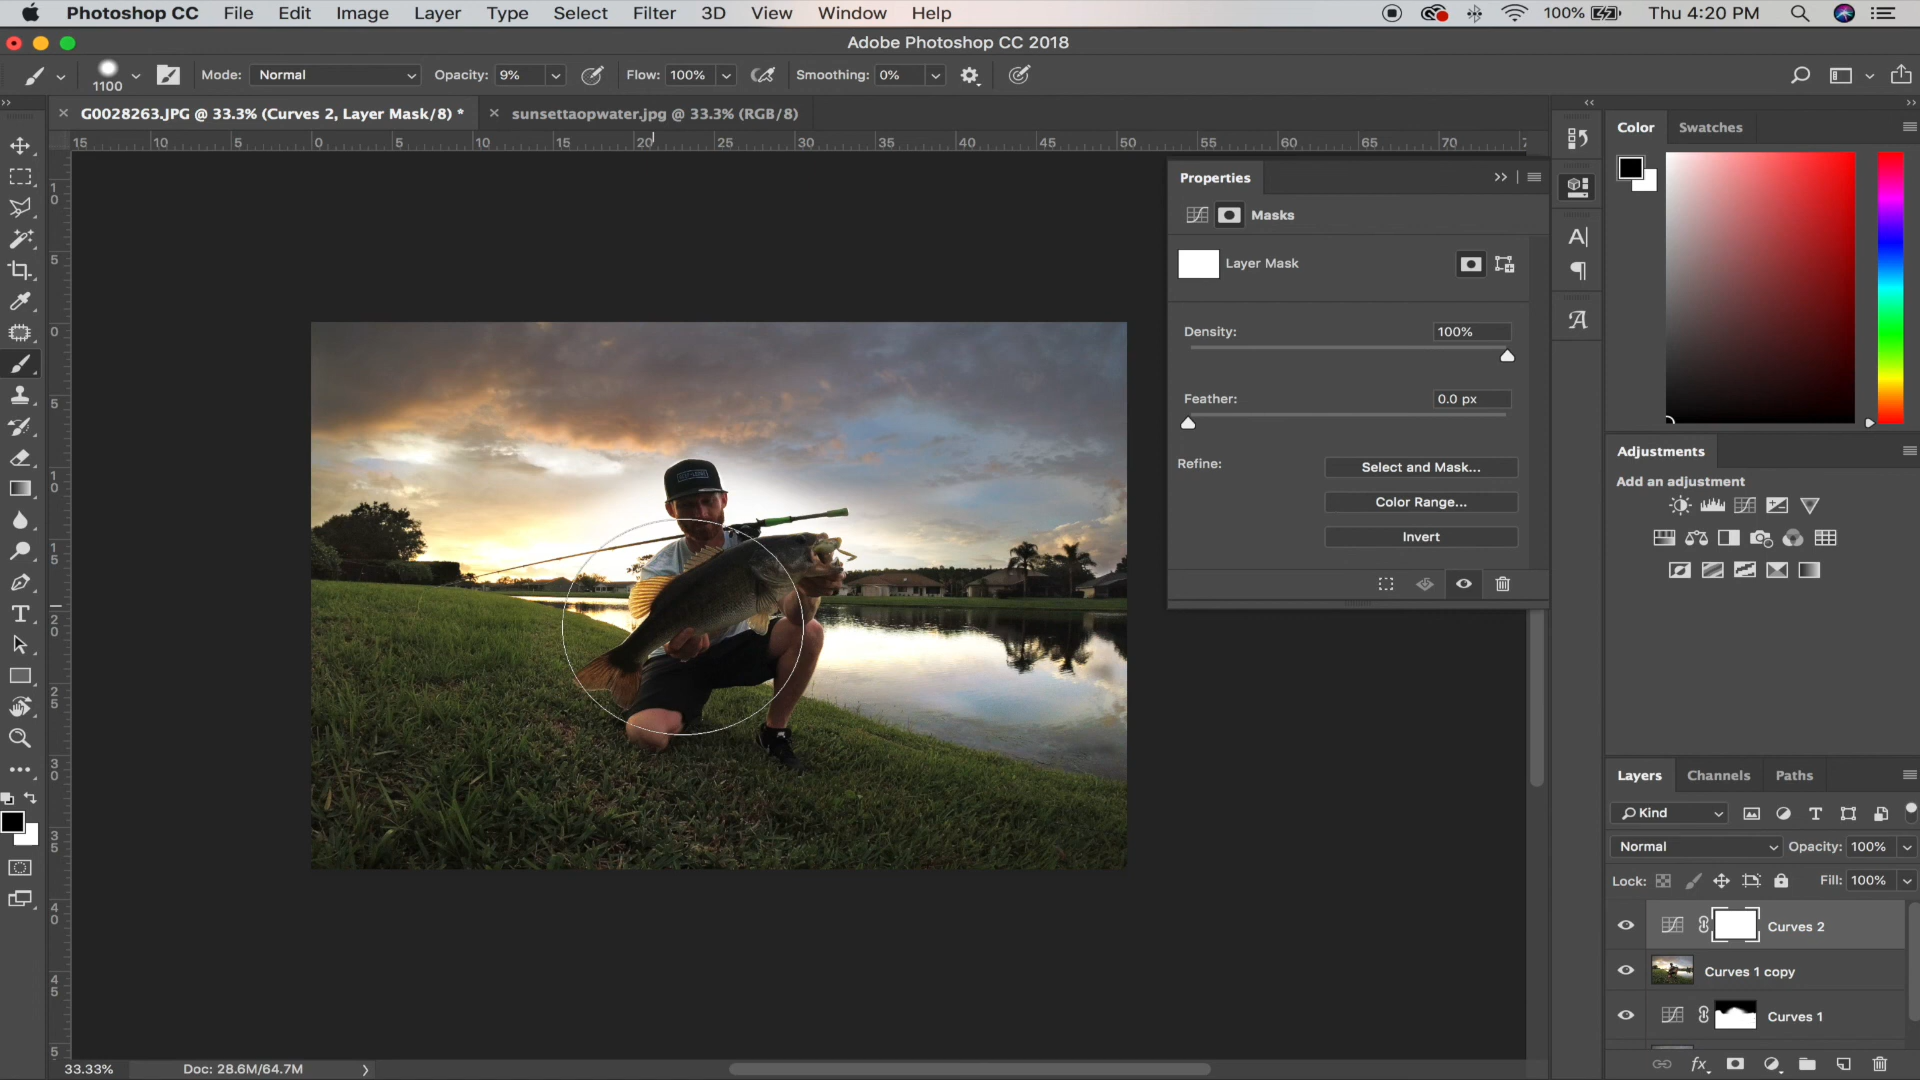 Photoshop CC File Edit Image Layer Type Select Filter 3D View Window Help 100% Thu 4:20 PM
Adobe Photoshop CC 2018
1100 Mode: Normal Opacity: 9% Flow: 100% Smoothing: 0%
G0028263.JPG @ 33.3% (Curves 2, Layer Mask/8) * sunsettaopwater.jpg @ 33.3% (RGB/8)
15 10 5 0 5 10 15 20 25 30 35 40 45 50 55 60 65 70
Properties
Masks
Layer Mask
Density: 100%
Feather: 0.0 px
Refine: Select and Mask...
Color Range...
Invert
Color Swatches
Adjustments
Add an adjustment
Layers Channels Paths
Kind
Normal Opacity: 100%
Lock: Fill: 100%
Curves 2
Curves 1 copy
Curves 1
33.33% Doc: 28.6M/64.7M